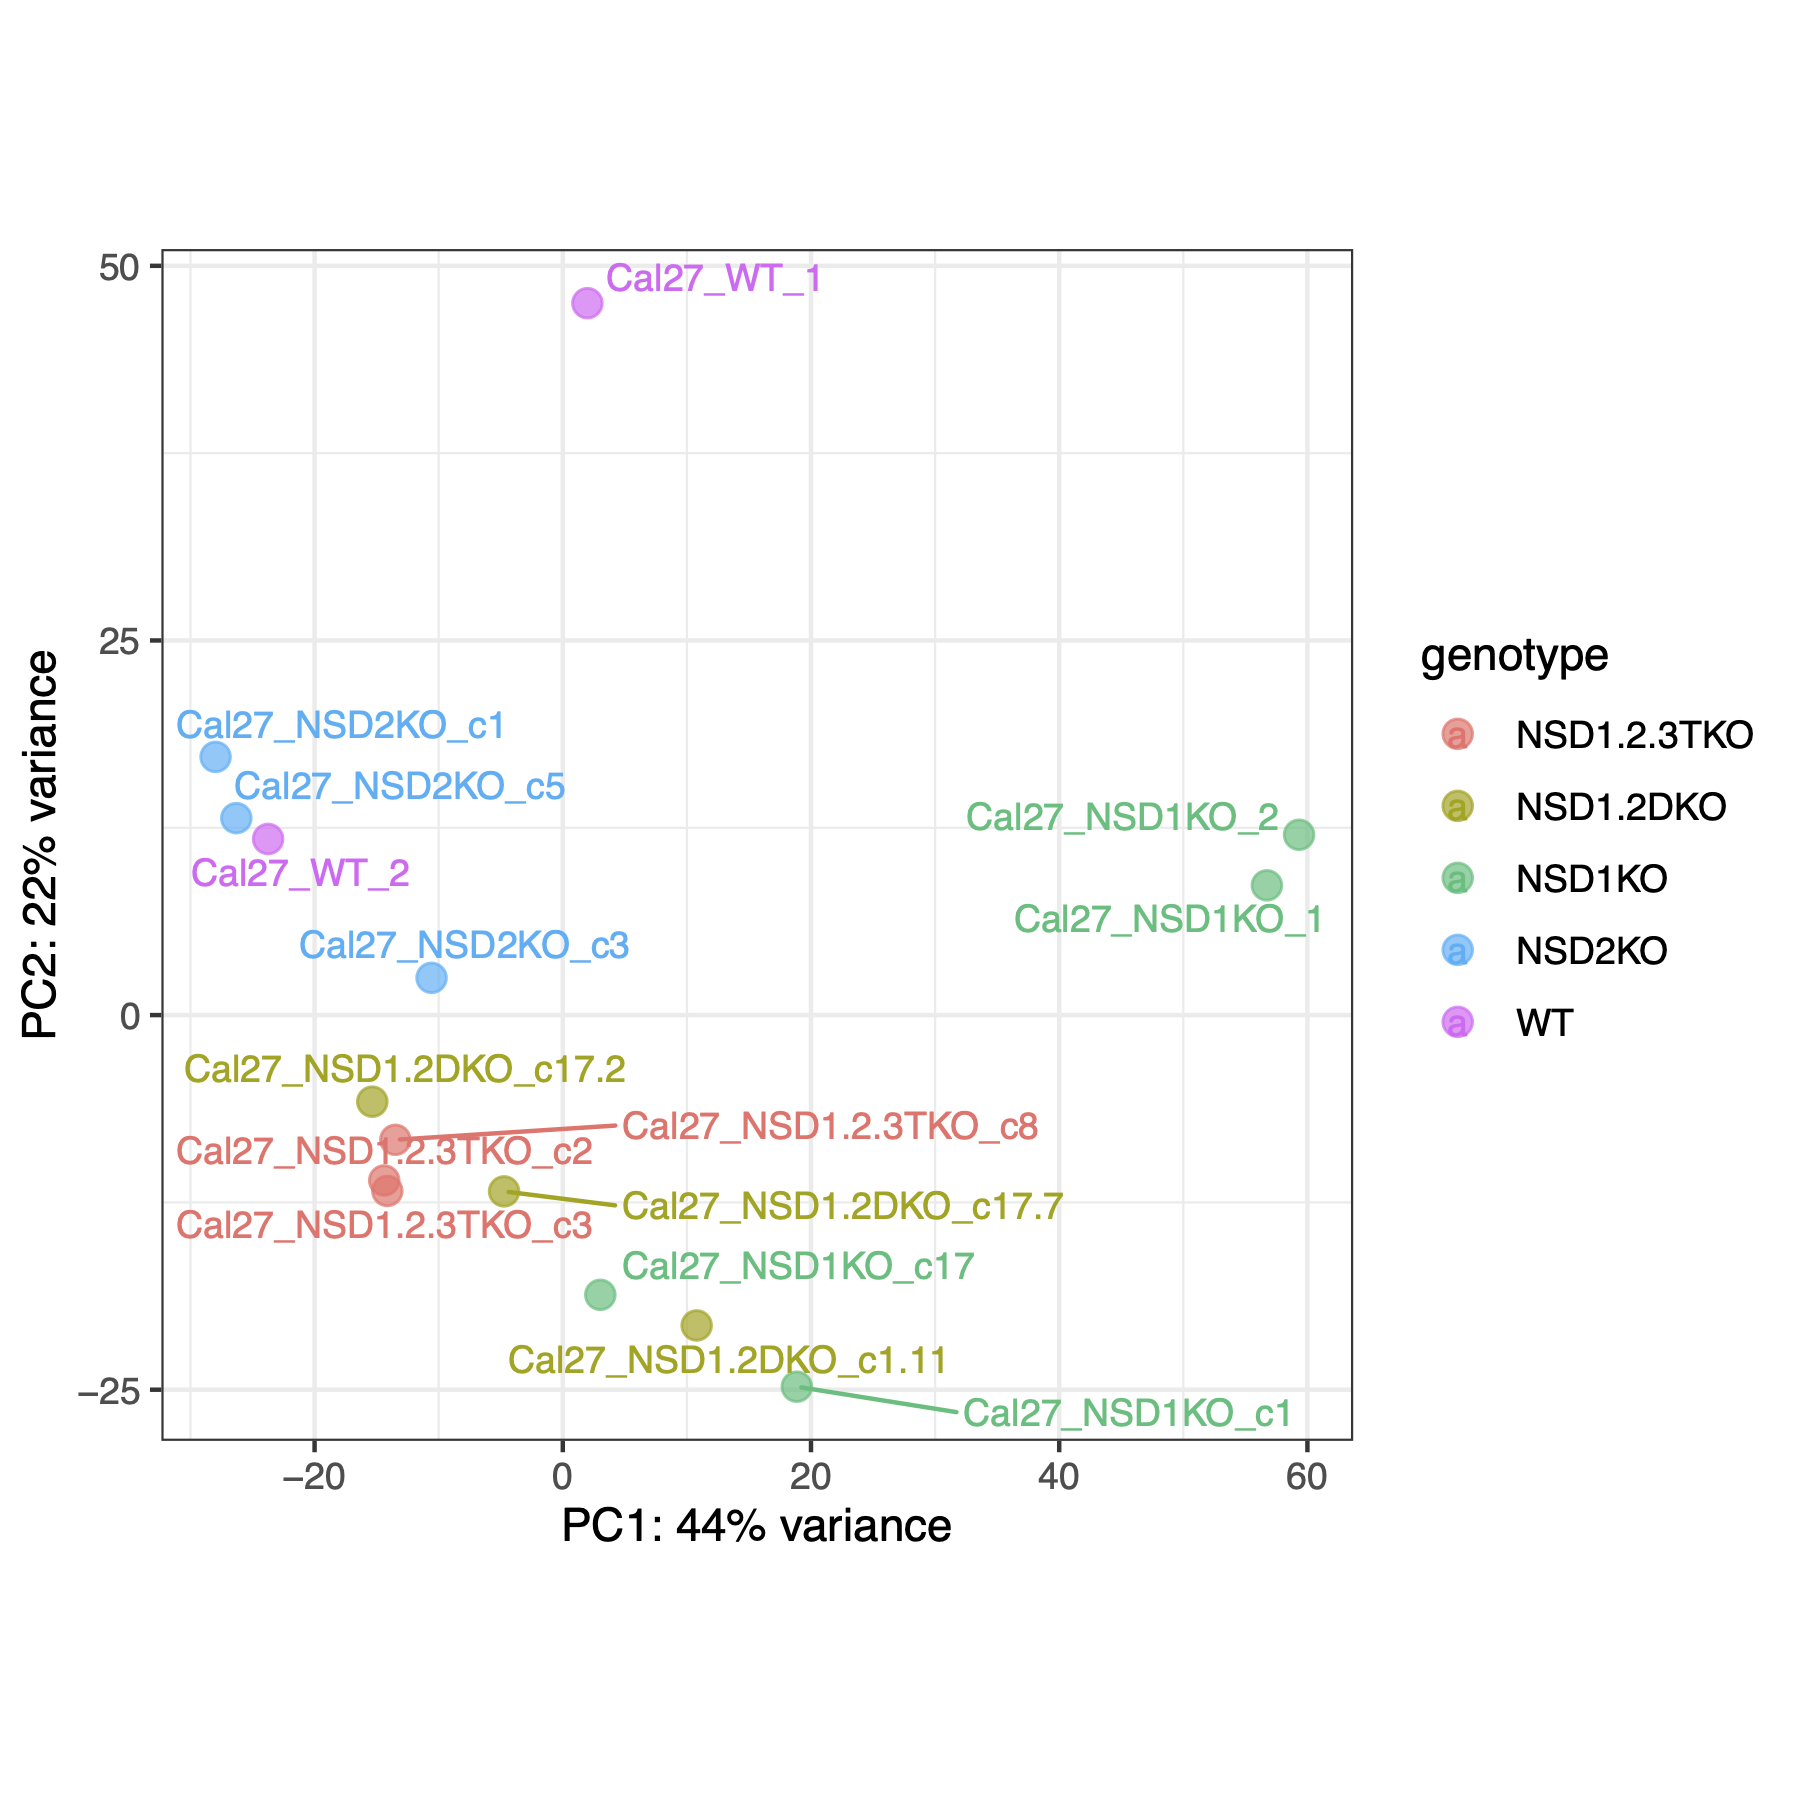 50
Cal27_WT_1
25
Cal27_NSD2KO_c1
Cal27_NSD2KO_c5
Cal27_WT_2
Cal27_NSD1KO_2
Cal27_NSD1KO_1
Cal27_NSD2KO_c3
0
Cal27_NSD1.2DKO_c17.2
Cal27_NSD1.2.3TKO_c8
Cal27_NSD1.2.3TKO_c2
Cal27_NSD1.2DKO_c17.7
Cal27_NSD1.2.3TKO_c3
Cal27_NSD1KO_c17
Cal27_NSD1.2DKO_c1.11
−25
Cal27_NSD1KO_c1
−20 0 20 40 60
PC1: 44% variance
PC2: 22% variance
genotype
a NSD1.2.3TKO
a NSD1.2DKO
a NSD1KO
a NSD2KO
a WT